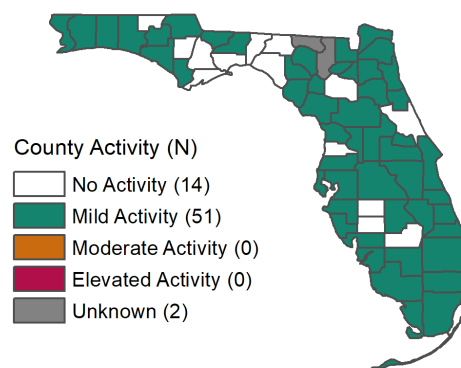 County Activity (N)
No Activity (14)
Mild Activity (51)
Moderate Activity (0)
Elevated Activity (0)
Unknown (2)